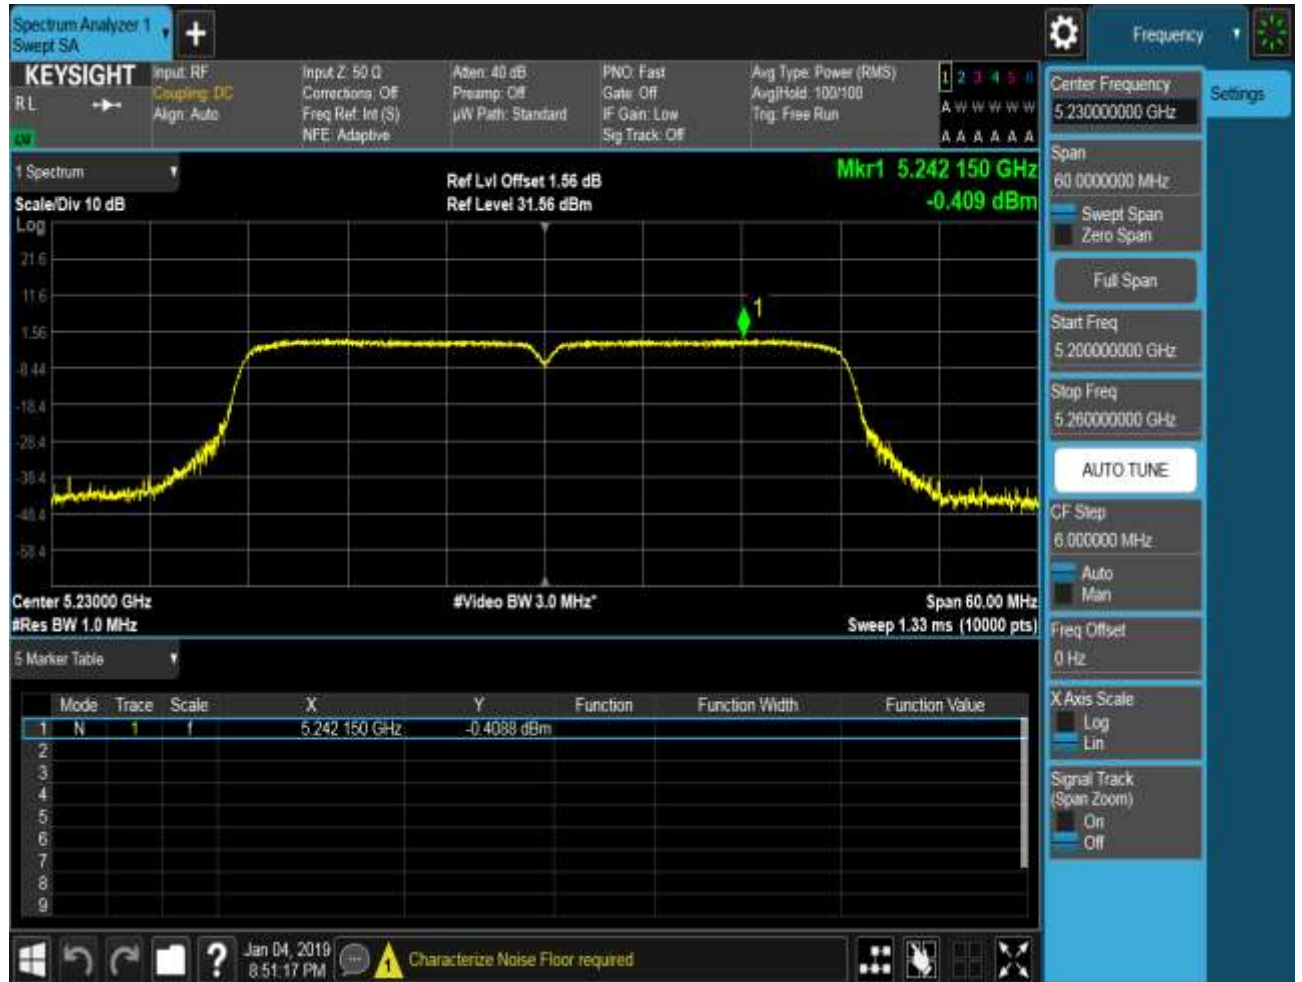 Spectrum Analyzer 1
Swept SA
Frequency
KEYSIGHT
RL
LXI
Input: RF
Coupling: DC
Align: Auto
Input Z: 50 Ω
Corrections: Off
Freq Ref: Int (S)
NFE: Adaptive
Atten: 40 dB
Preamp: Off
µW Path: Standard
PNO: Fast
Gate: Off
IF Gain: Low
Sig Track: Off
Avg Type: Power (RMS)
Avg|Hold: 100/100
Trig: Free Run
1 2 3 4 5 6
A W W W W W
A A A A A A
1 Spectrum
Scale/Div 10 dB
Ref Lvl Offset 1.56 dB
Ref Level 31.56 dBm
Mkr1 5.242 150 GHz
-0.409 dBm
Log
21.6
11.6
1.56
-8.44
-18.4
-28.4
-38.4
-48.4
-58.4
1
Center 5.23000 GHz
#Res BW 1.0 MHz
#Video BW 3.0 MHz*
Span 60.00 MHz
Sweep 1.33 ms (10000 pts)
5 Marker Table
Mode Trace Scale X Y Function Function Width Function Value
1 N 1 f 5.242 150 GHz -0.4088 dBm
2
3
4
5
6
7
8
9
Center Frequency
5.230000000 GHz
Settings
Span
60.0000000 MHz
Swept Span
Zero Span
Full Span
Start Freq
5.200000000 GHz
Stop Freq
5.260000000 GHz
AUTO TUNE
CF Step
6.000000 MHz
Auto
Man
Freq Offset
0 Hz
X Axis Scale
Log
Lin
Signal Track
(Span Zoom)
On
Off
?
Jan 04, 2019
8:51:17 PM
Characterize Noise Floor required